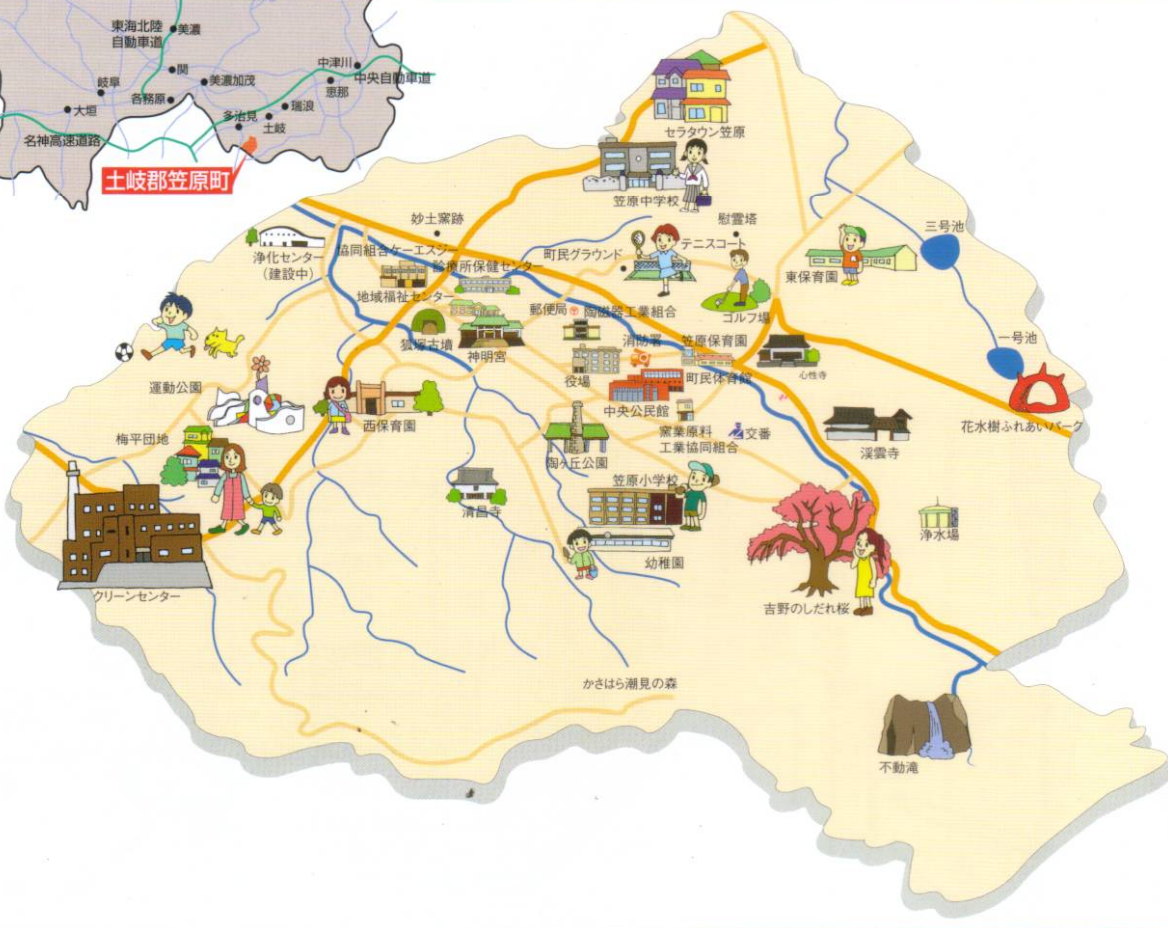 東海北陸
自動車道
美濃
関
岐阜
美濃加茂
中津川
中央自動車道
恵那
各務原
大垣
瑞浪
多治見
土岐
名神高速道路
土岐郡笠原町
セラタウン笠原
笠原中学校
妙土窯跡
慰霊塔
三号池
浄化センター
(建設中)
協同組合ケーエスジー
町民グラウンド
テニスコート
診療所保健センター
東保育園
地域福祉センター
郵便局
陶磁器工業組合
ゴルフ場
狐塚古墳
神明宮
消防署
笠原保育園
一号池
役場
町民体育館
心性寺
運動公園
中央公民館
西保育園
花水樹ふれあいパーク
梅平団地
窯業原料
工業協同組合
交番
渓雲寺
陶ヶ丘公園
笠原小学校
清昌寺
浄水場
幼稚園
クリーンセンター
吉野のしだれ桜
かさはら潮見の森
不動滝